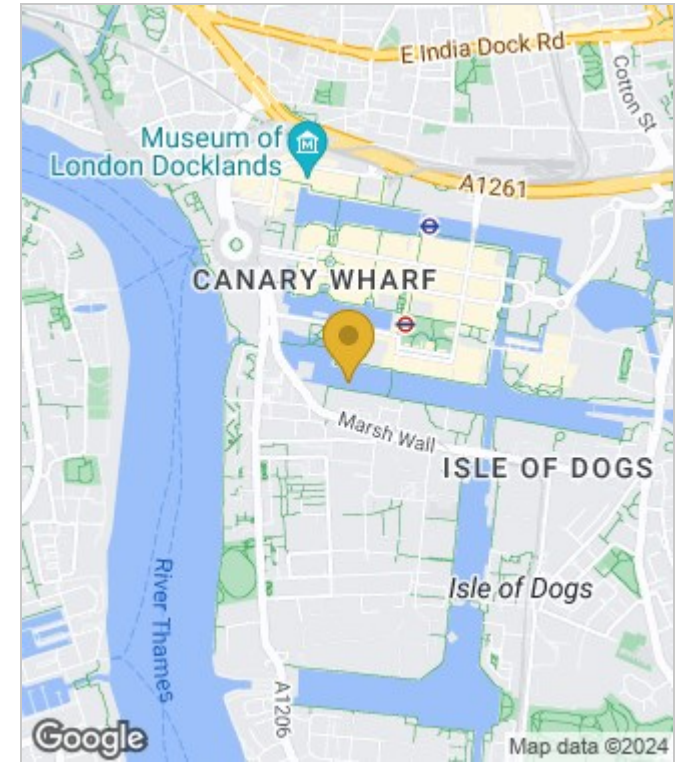 E India Dock Rd
Cotton St
Museum of
London Docklands
M
A1261
CANARY WHARF
Marsh Wall
ISLE OF DOGS
Isle of Dogs
River Thames
A1206
Google
Map data ©2024